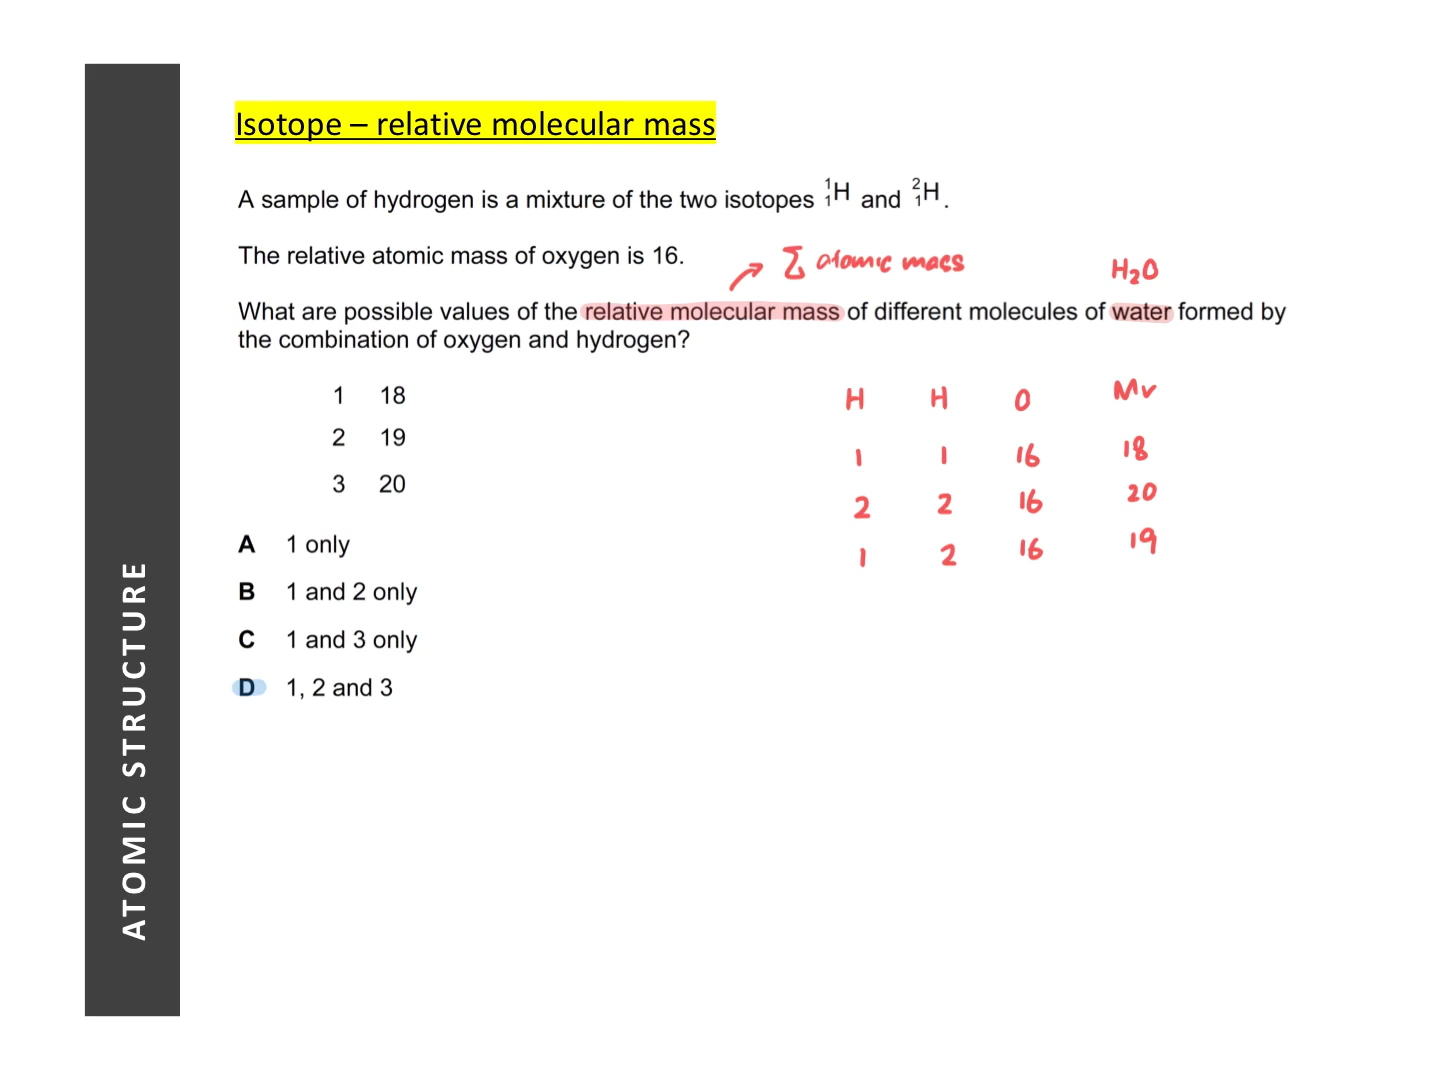 Isotope – relative molecular mass
A sample of hydrogen is a mixture of the two isotopes ¹₁H and ²₁H.
The relative atomic mass of oxygen is 16.
Σ atomic mass
H₂O
What are possible values of the relative molecular mass of different molecules of water formed by
the combination of oxygen and hydrogen?
1 18
2 19
3 20
A 1 only
B 1 and 2 only
C 1 and 3 only
D 1, 2 and 3
H H O Mr
1 1 16 18
2 2 16 20
1 2 16 19
ATOMIC STRUCTURE